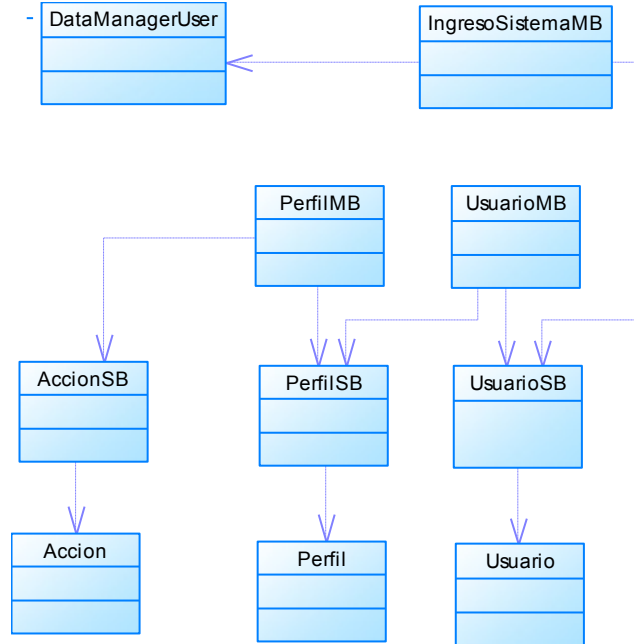 DataManagerUser
IngresoSistemaMB
PerfilMB
UsuarioMB
AccionSB
PerfilSB
UsuarioSB
Accion
Perfil
Usuario